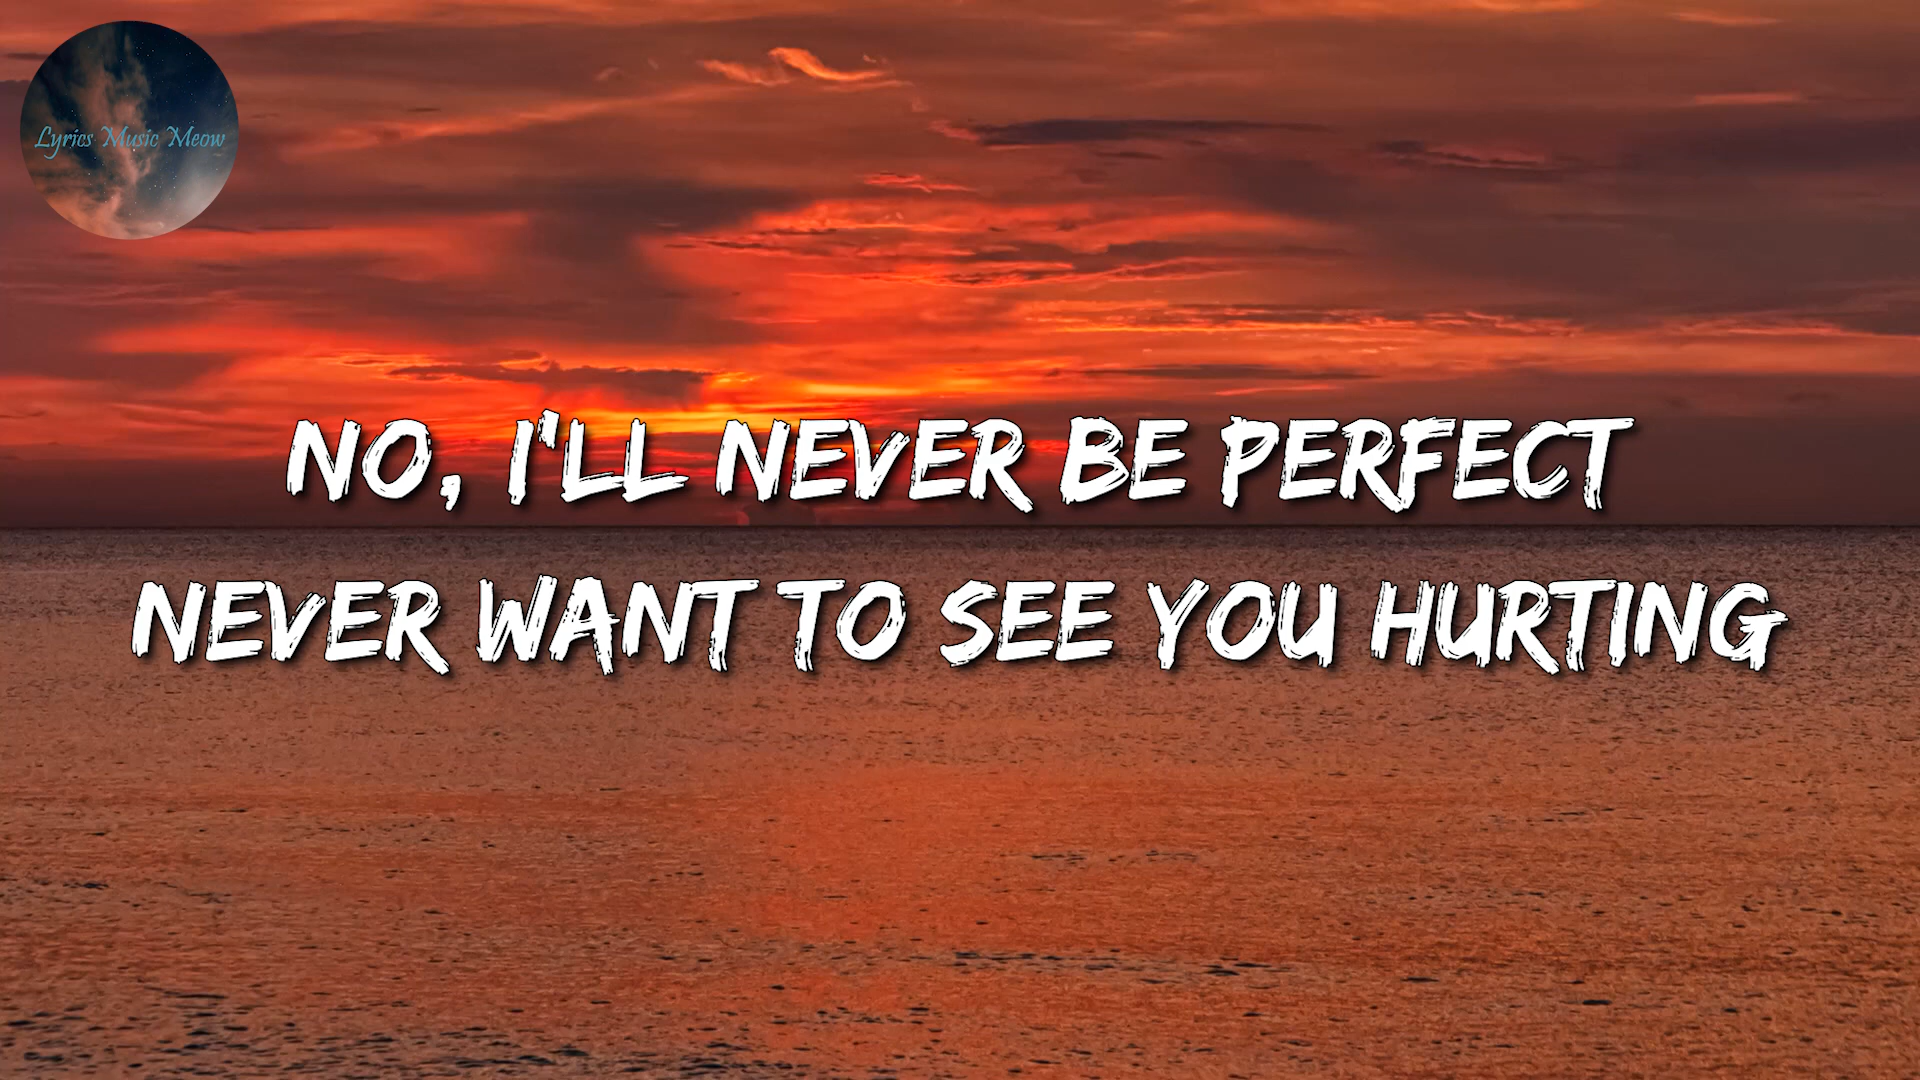 Lyrics Music Meow
NO, I'LL NEVER BE PERFECT
NEVER WANT TO SEE YOU HURTING